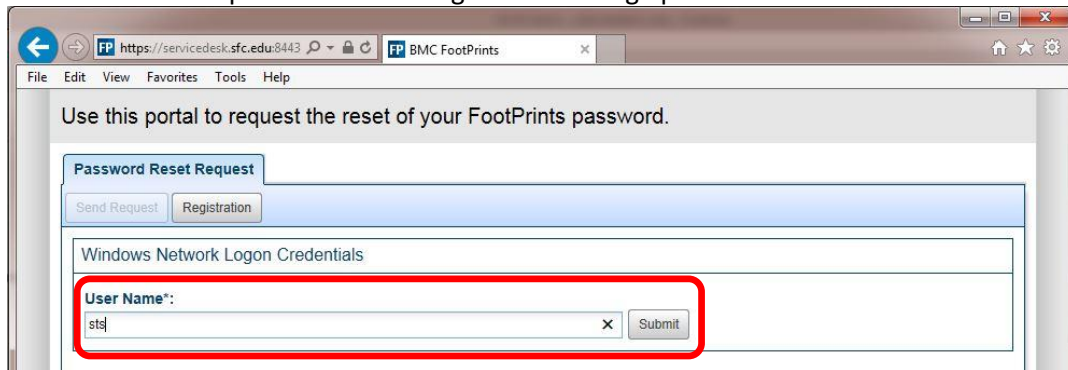 https://servicedesk.sfc.edu:8443 BMC FootPrints
File Edit View Favorites Tools Help
Use this portal to request the reset of your FootPrints password.
Password Reset Request
Send Request Registration
Windows Network Logon Credentials
User Name*:
sts Submit